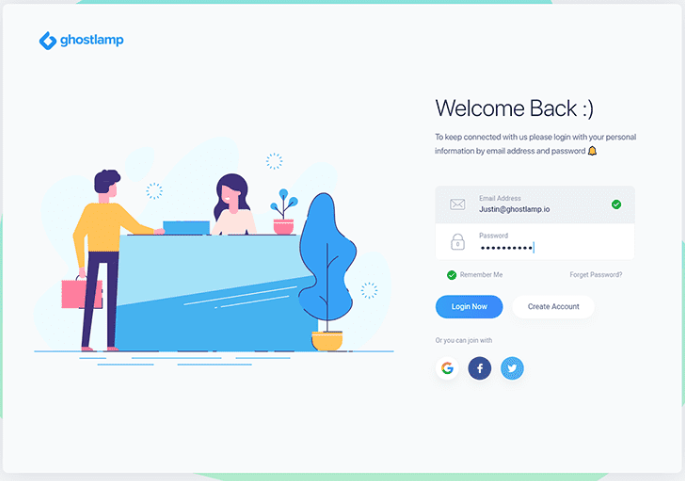 ghostlamp
Welcome Back :)
To keep connected with us please login with your personal
information by email address and password 🔔
Email Address
Justin@ghostlamp.io
Password
••••••••••
Remember Me
Forget Password?
Login Now
Create Account
Or you can join with